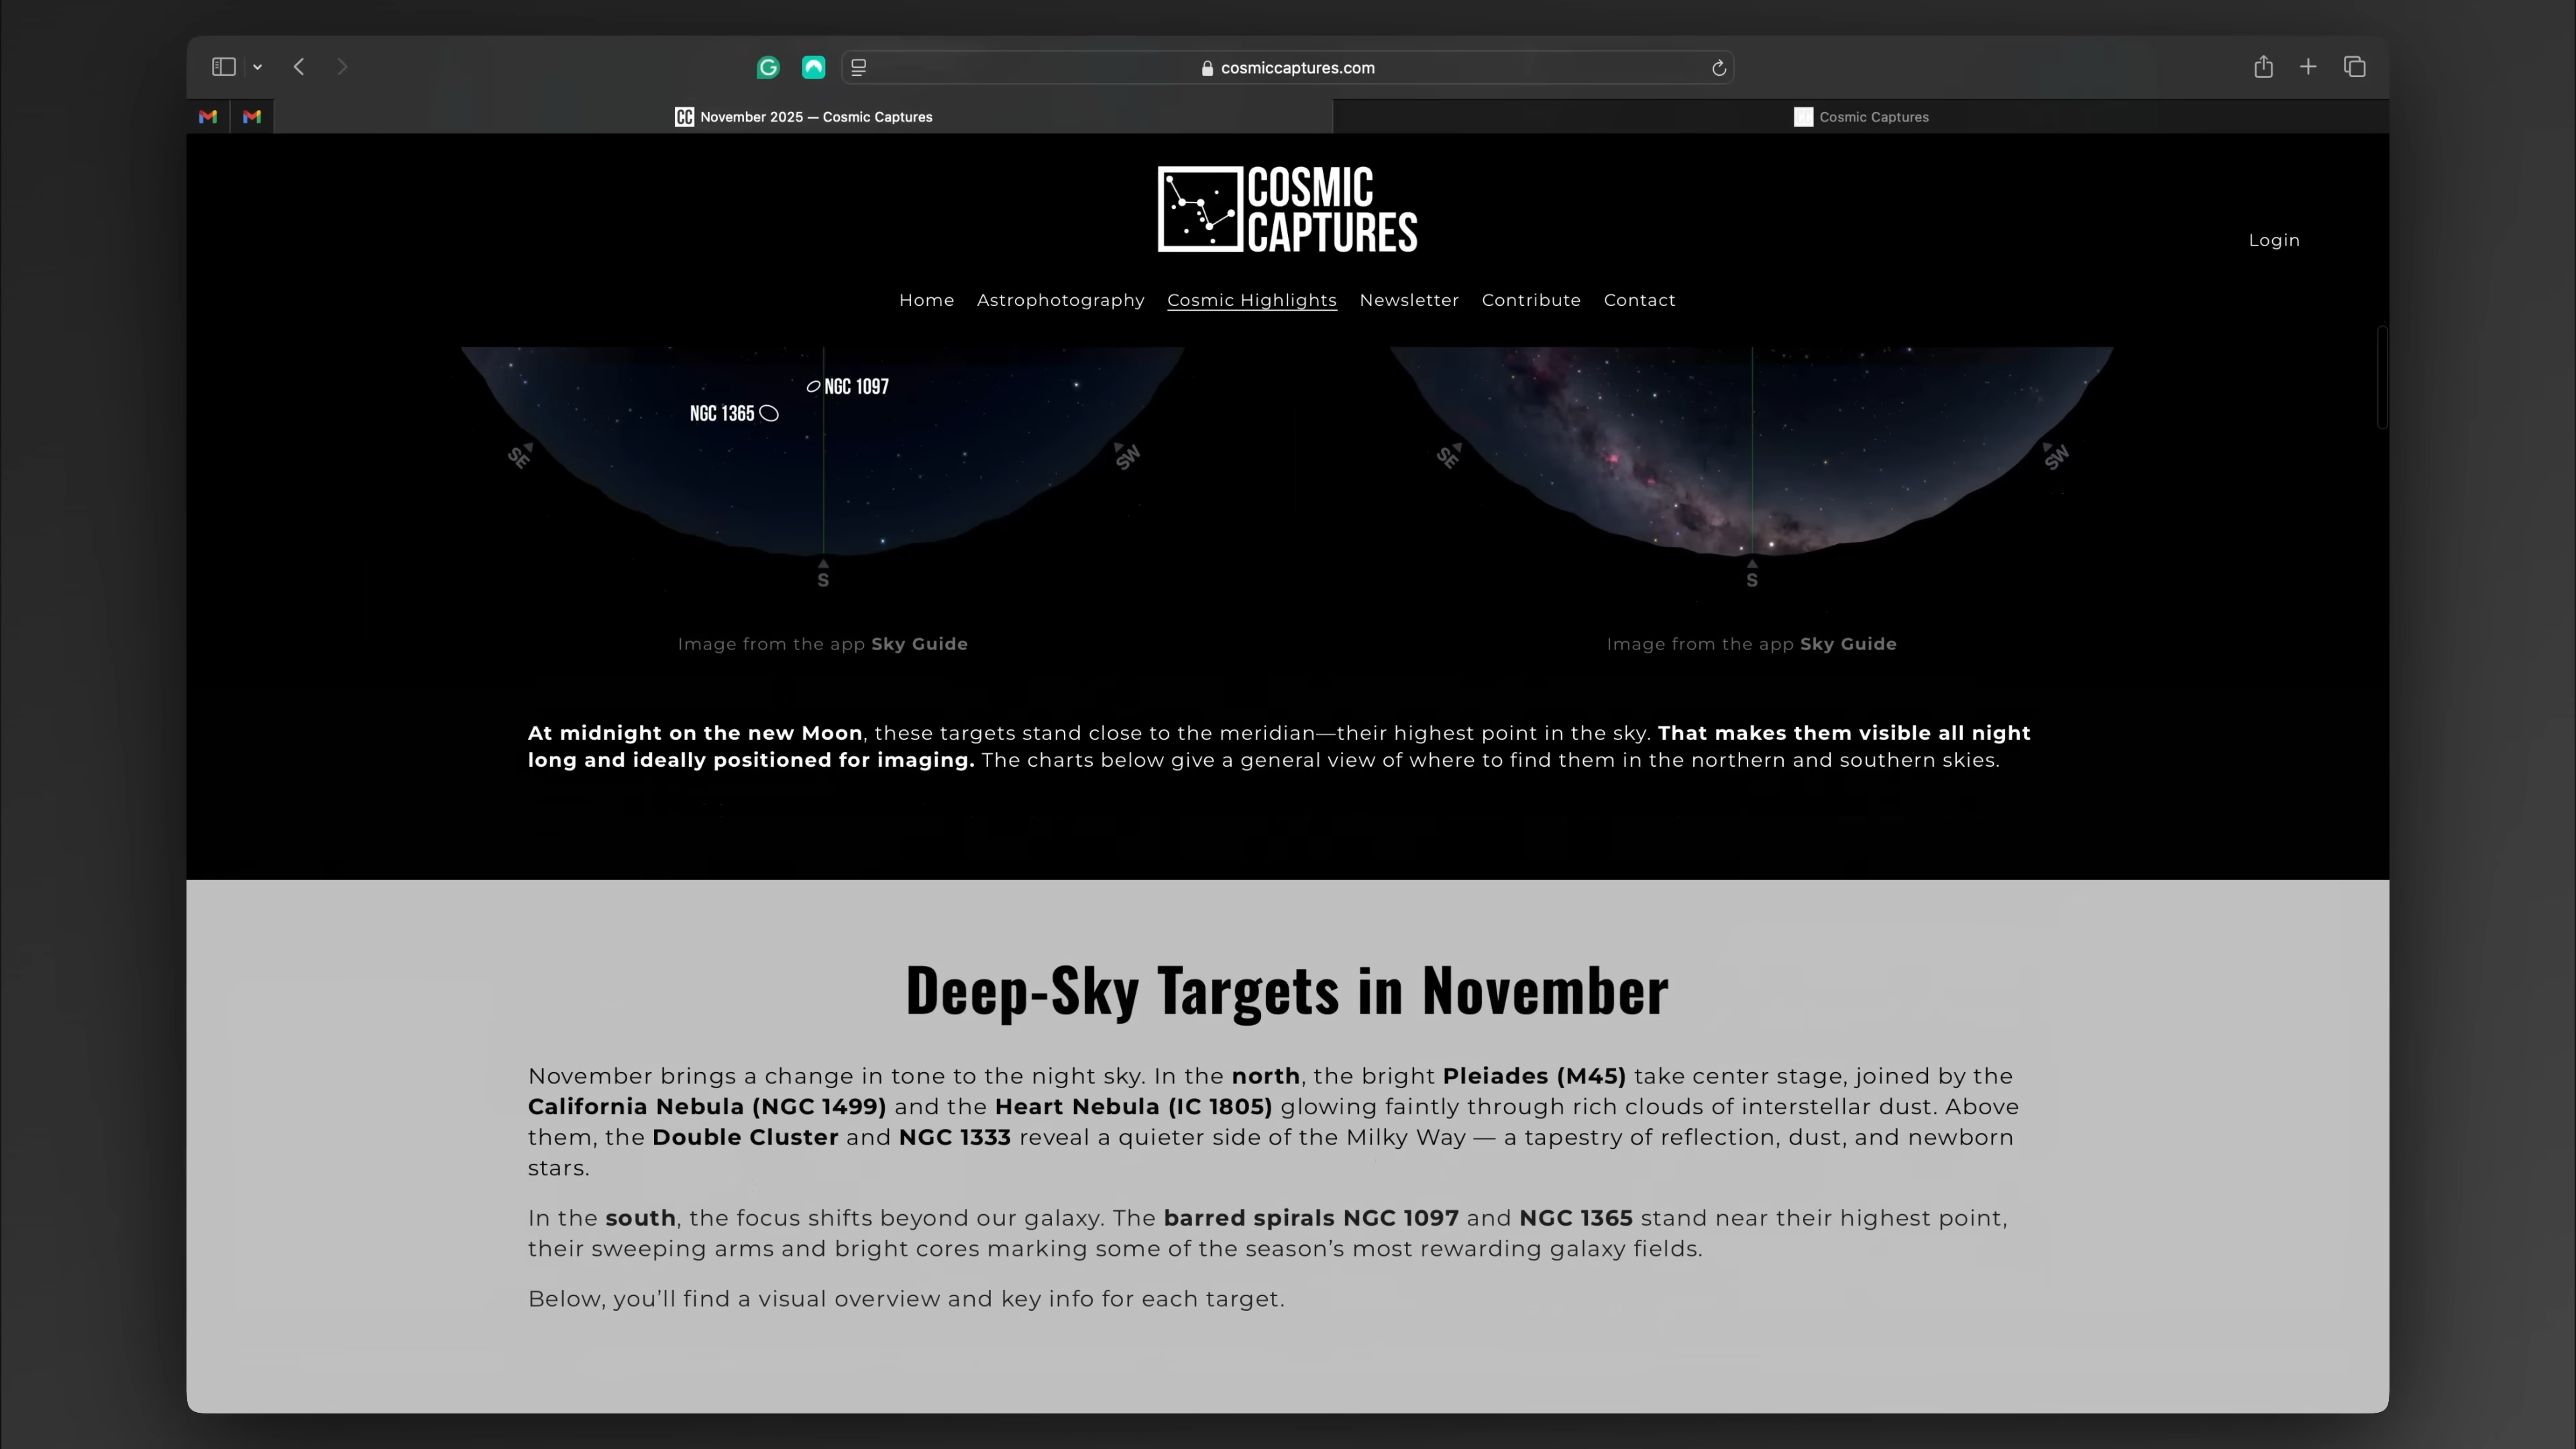 cosmiccaptures.com
November 2025 — Cosmic Captures
Cosmic Captures
COSMIC
CAPTURES
Login
Home Astrophotography Cosmic Highlights Newsletter Contribute Contact
NGC 1097
NGC 1365
SE
SW
S
SE
SW
S
Image from the app Sky Guide
Image from the app Sky Guide
At midnight on the new Moon, these targets stand close to the meridian—their highest point in the sky. That makes them visible all night
long and ideally positioned for imaging. The charts below give a general view of where to find them in the northern and southern skies.
Deep-Sky Targets in November
November brings a change in tone to the night sky. In the north, the bright Pleiades (M45) take center stage, joined by the
California Nebula (NGC 1499) and the Heart Nebula (IC 1805) glowing faintly through rich clouds of interstellar dust. Above
them, the Double Cluster and NGC 1333 reveal a quieter side of the Milky Way — a tapestry of reflection, dust, and newborn
stars.
In the south, the focus shifts beyond our galaxy. The barred spirals NGC 1097 and NGC 1365 stand near their highest point,
their sweeping arms and bright cores marking some of the season’s most rewarding galaxy fields.
Below, you’ll find a visual overview and key info for each target.